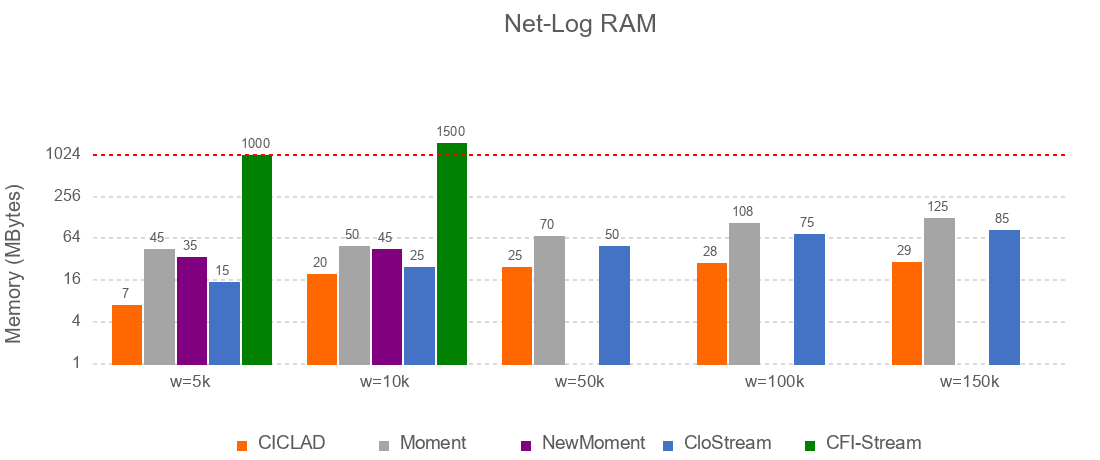 Net-Log RAM
Memory (MBytes)
1024
256
64
16
4
1
7
45
35
15
1000
20
50
45
25
1500
25
70
50
28
108
75
29
125
85
w=5k
w=10k
w=50k
w=100k
w=150k
CICLAD
Moment
NewMoment
CloStream
CFI-Stream